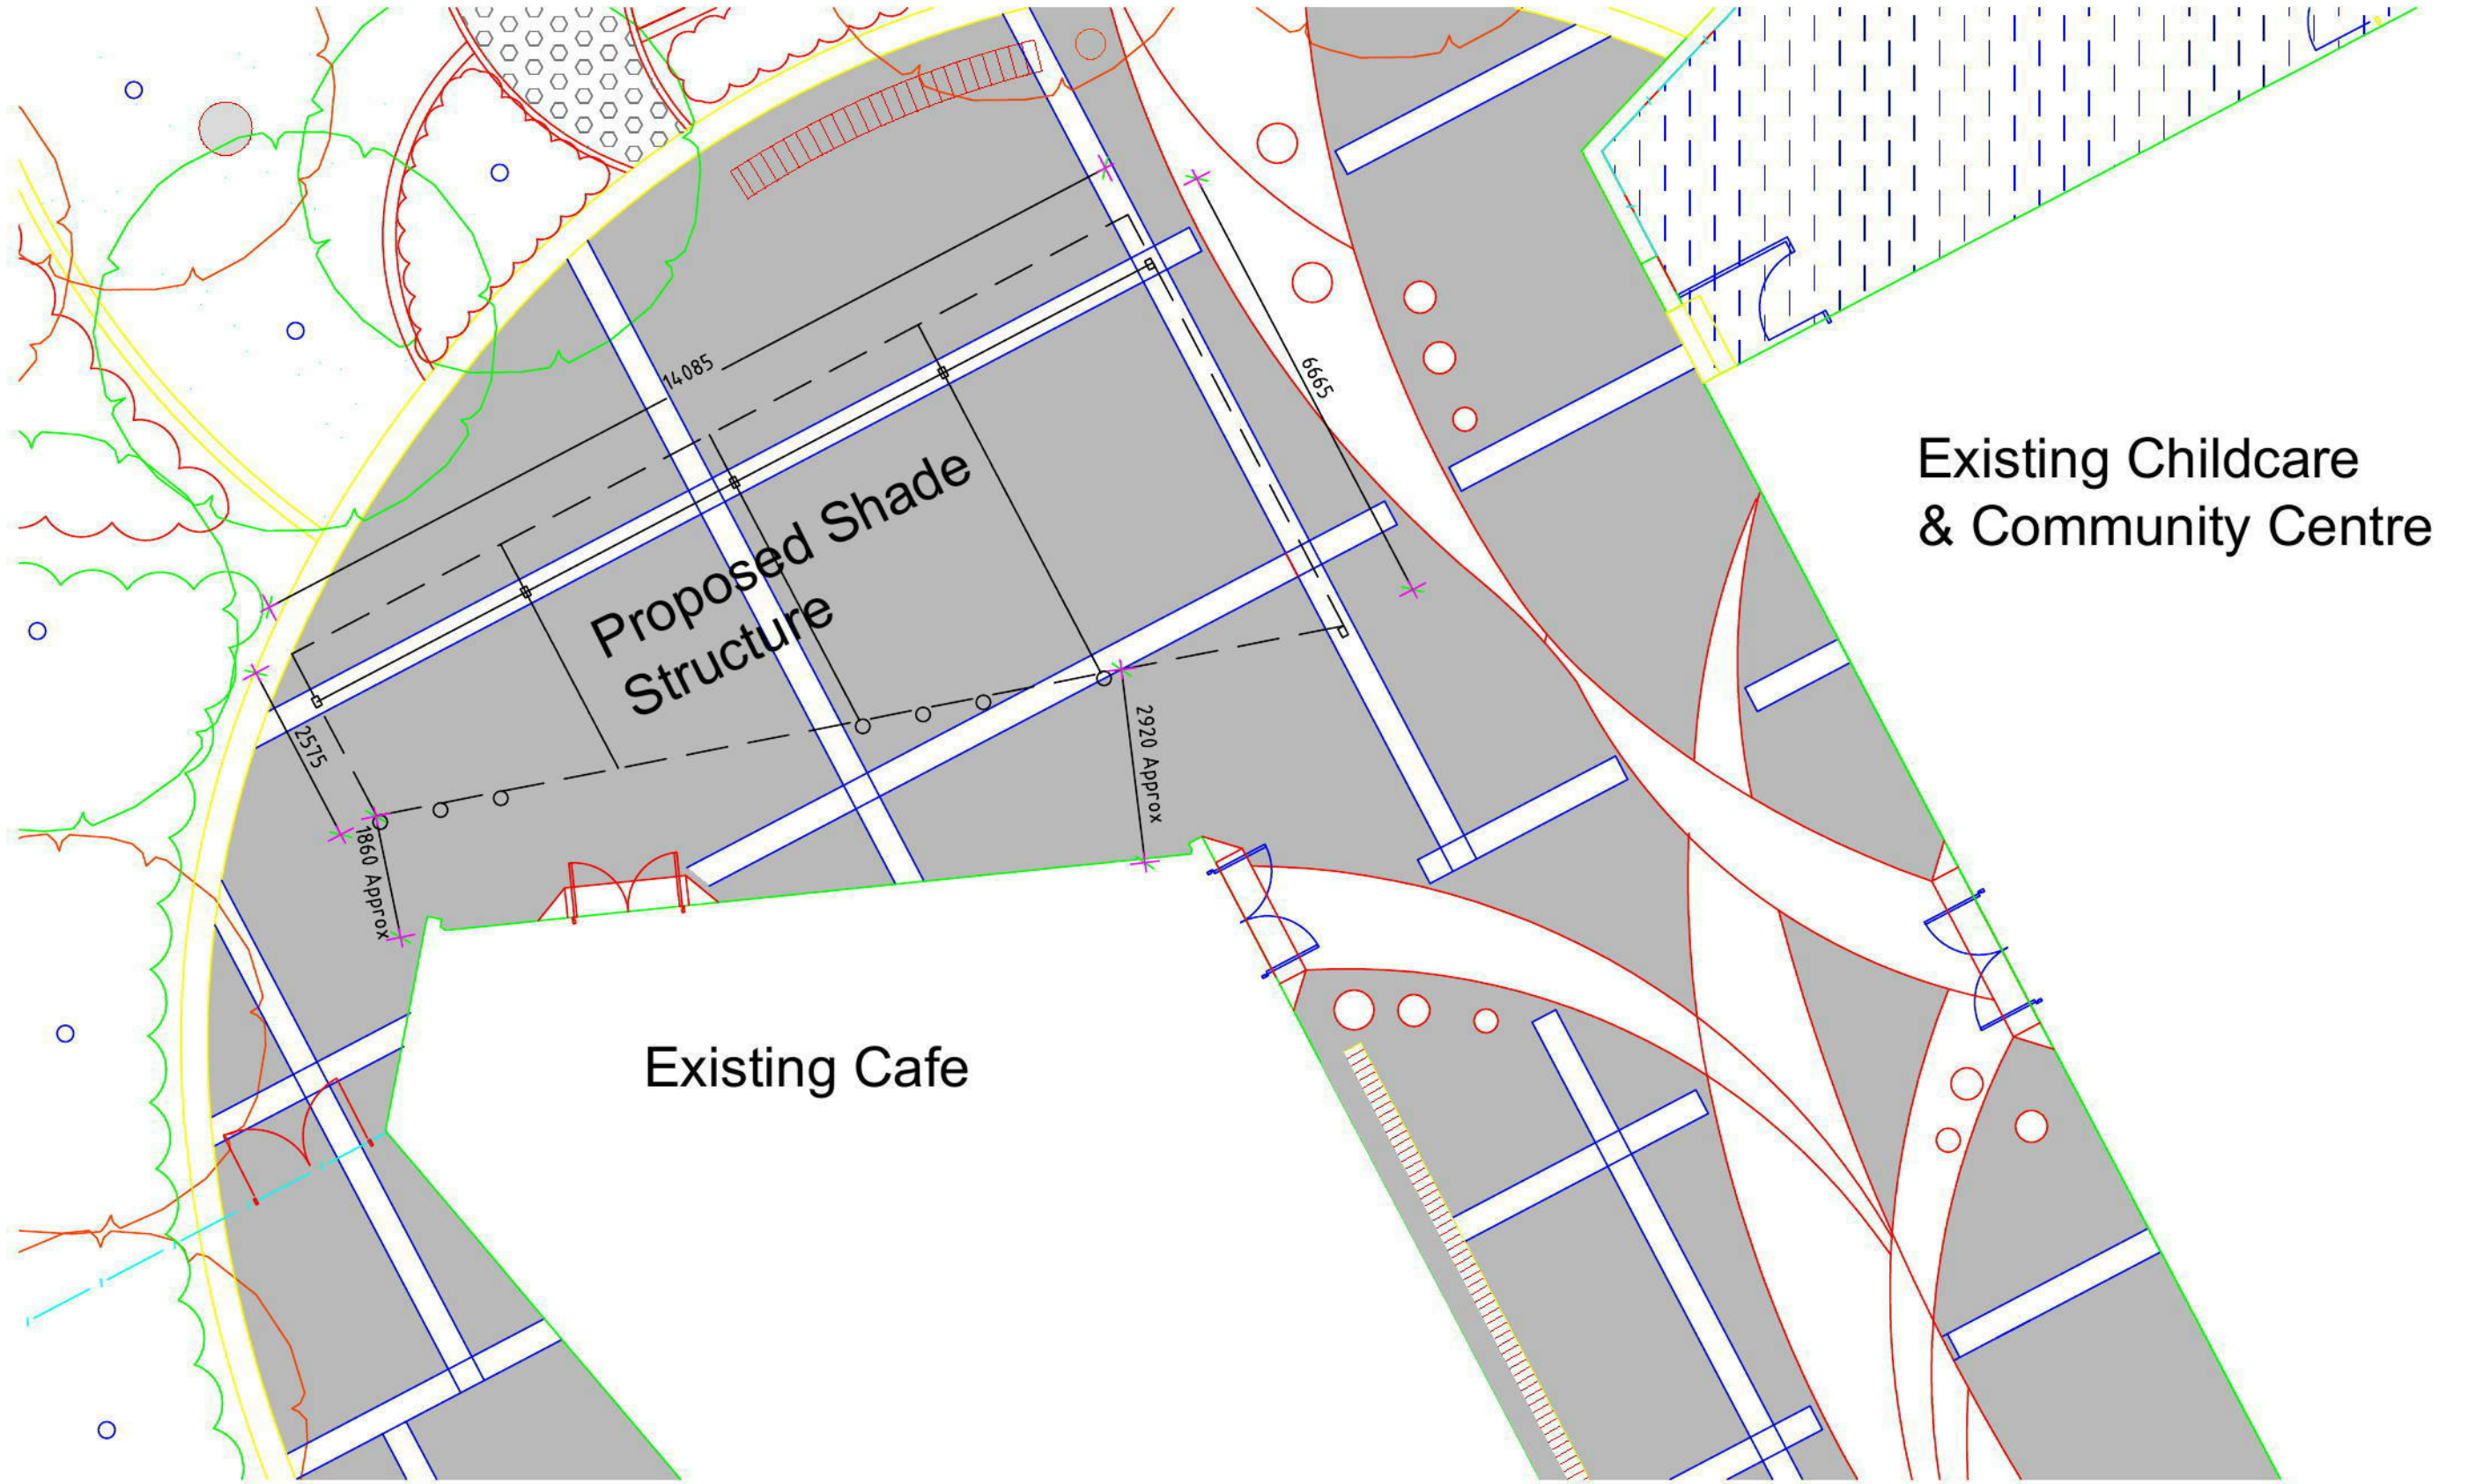 14085
6665
Existing Childcare
& Community Centre
Proposed Shade
Structure
2575
2920 Approx
1860 Approx
Existing Cafe